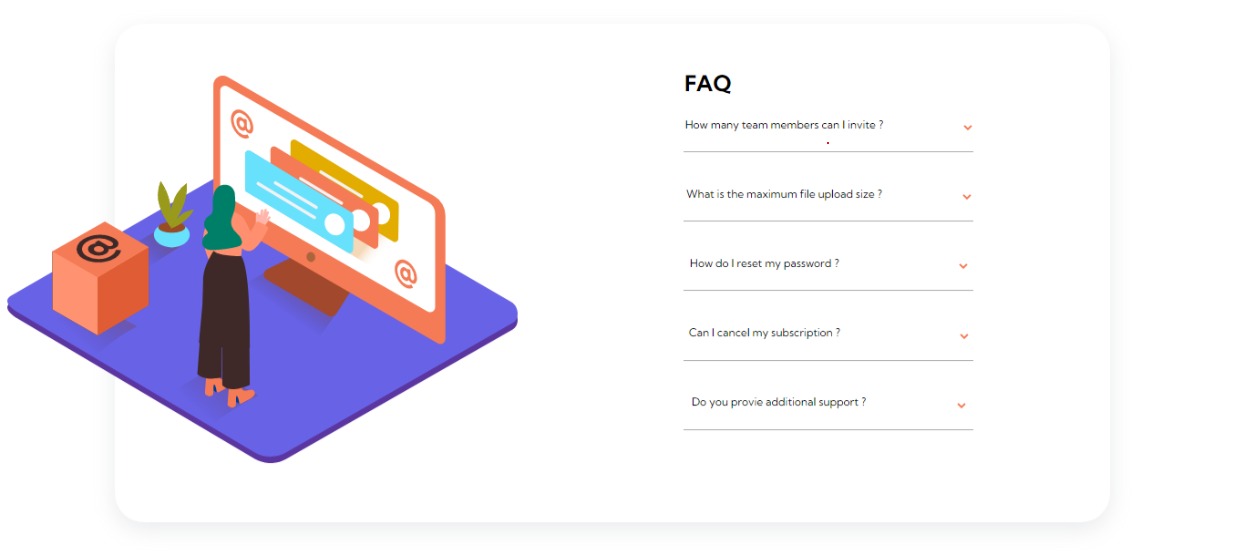 FAQ
How many team members can I invite ?
What is the maximum file upload size ?
How do I reset my password ?
Can I cancel my subscription ?
Do you provie additional support ?
@
@
@